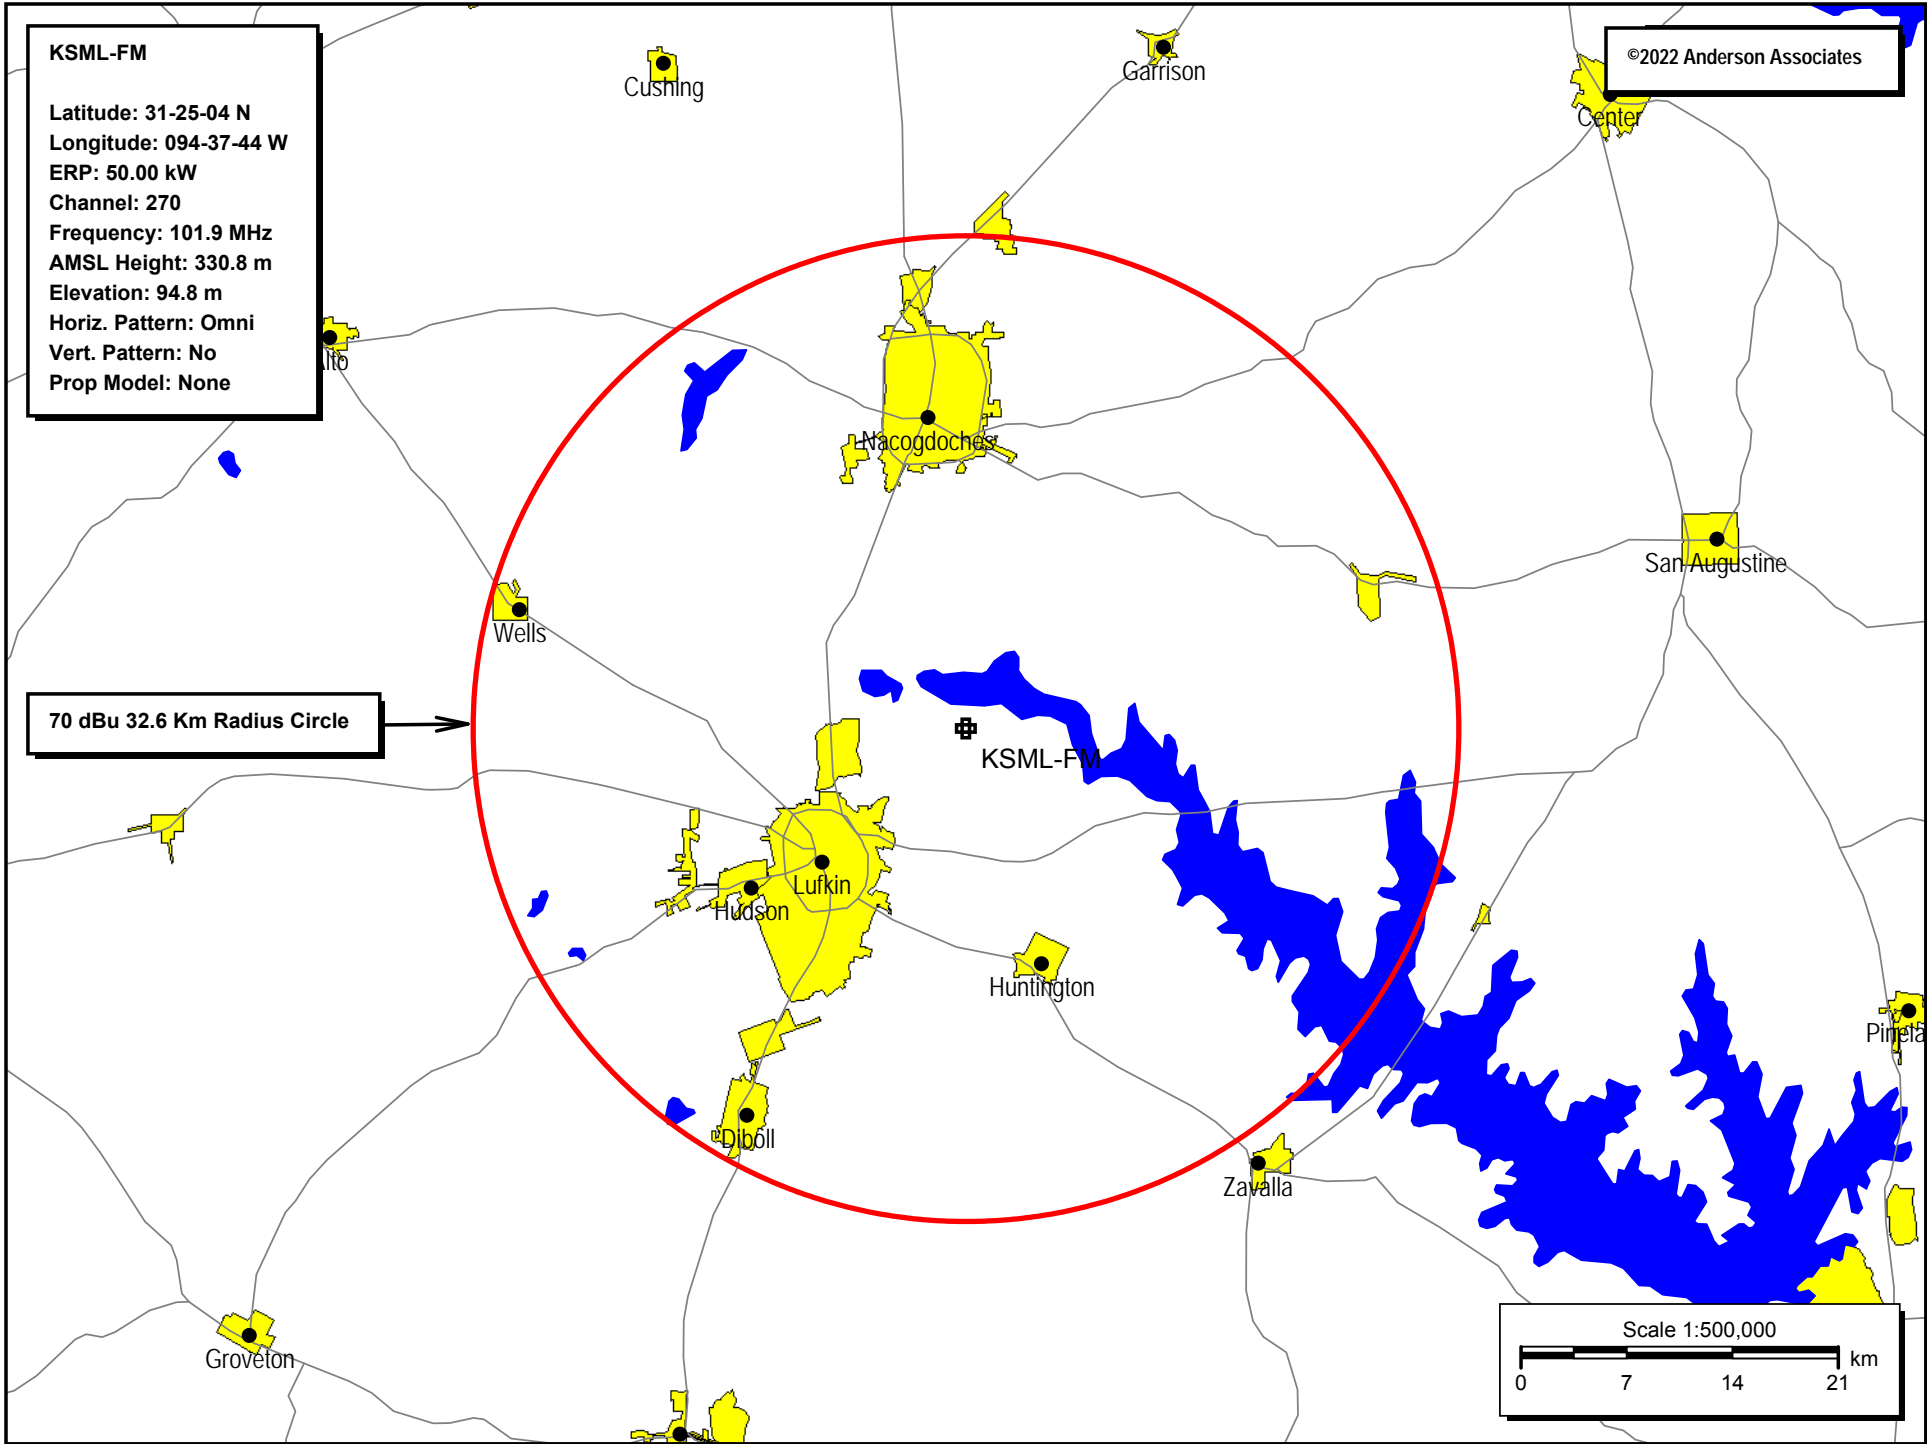 KSML-FM
Latitude: 31-25-04 N
Longitude: 094-37-44 W
ERP: 50.00 kW
Channel: 270
Frequency: 101.9 MHz
AMSL Height: 330.8 m
Elevation: 94.8 m
Horiz. Pattern: Omni
Vert. Pattern: No
Prop Model: None
©2022 Anderson Associates
Cushing
Garrison
Center
lto
Nacogdoches
San Augustine
Wells
70 dBu 32.6 Km Radius Circle
KSML-FM
Lufkin
Hudson
Huntington
Pinela
Diboll
Zavalla
Groveton
Scale 1:500,000
km
0 7 14 21